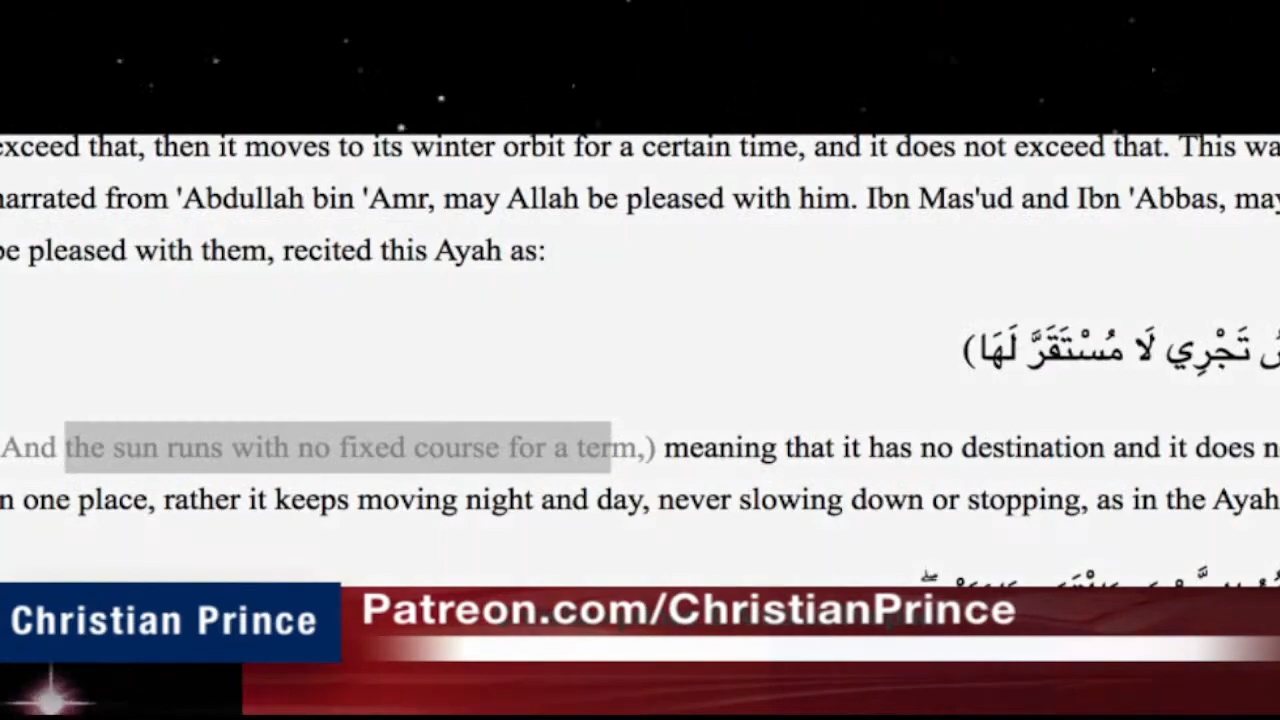 exceed that, then it moves to its winter orbit for a certain time, and it does not exceed that. This wa
narrated from 'Abdullah bin 'Amr, may Allah be pleased with him. Ibn Mas'ud and Ibn 'Abbas, may
be pleased with them, recited this Ayah as:
تَجْرِي لَا مُسْتَقَرَّ لَهَا)
And the sun runs with no fixed course for a term,) meaning that it has no destination and it does n
n one place, rather it keeps moving night and day, never slowing down or stopping, as in the Ayah
Christian Prince
Patreon.com/ChristianPrince